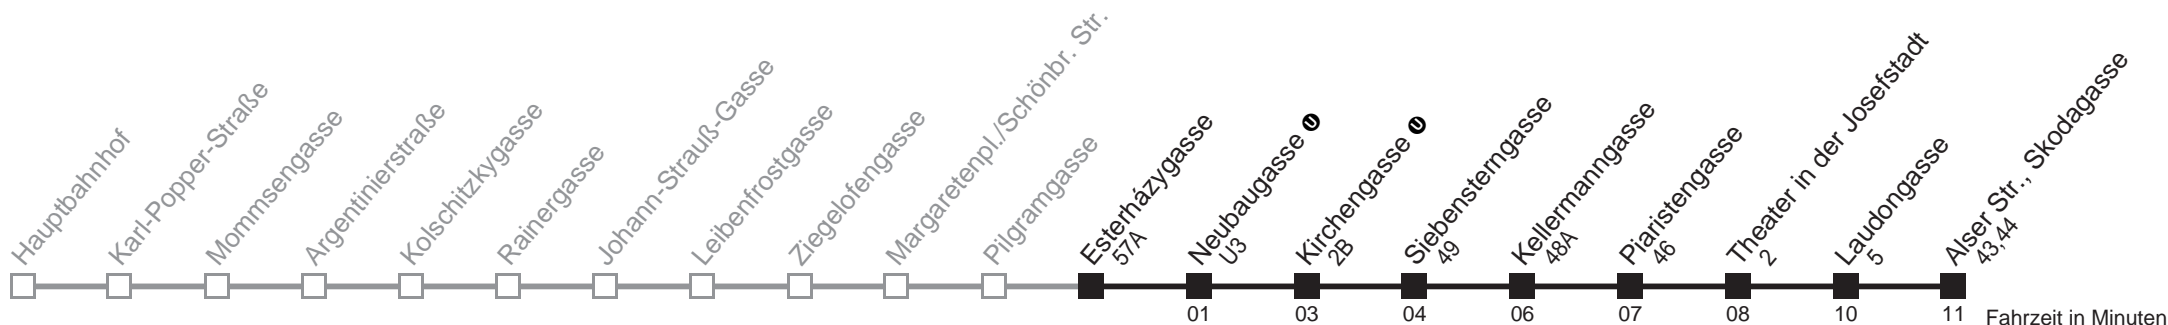 Hauptbahnhof
Karl-Popper-Straße
Mommsengasse
Argentinierstraße
Kolschitzkygasse
Rainergasse
Johann-Strauß-Gasse
Leibenfrostgasse
Ziegelofengasse
Margaretenpl./Schönbr. Str.
Pilgramgasse
Esterházygasse
57A
Neubaugasse U
U3
Kirchengasse U
2B
Siebensterngasse
49
Kellermanngasse
48A
Piaristengasse
46
Theater in der Josefstadt
2
Laudongasse
5
Alser Str., Skodagasse
43,44
01 03 04 06 07 08 10 11 Fahrzeit in Minuten